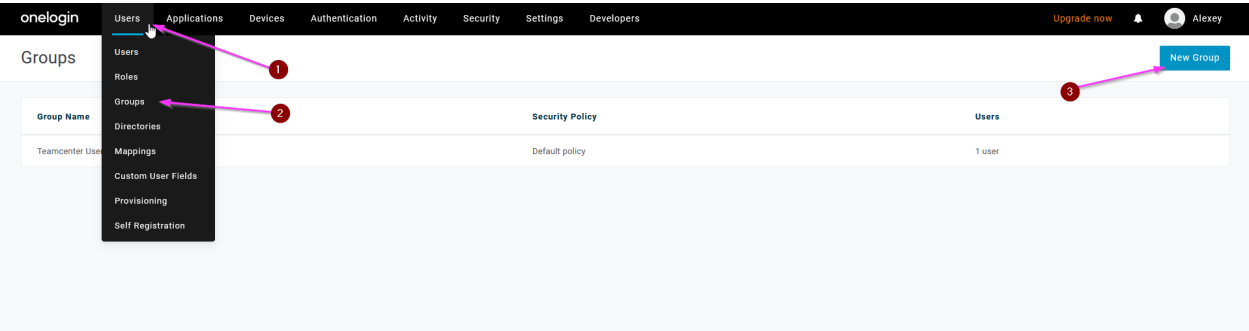 onelogin Users Applications Devices Authentication Activity Security Settings Developers Upgrade now Alexey
Groups
New Group
Users
Roles
Groups
Directories
Mappings
Custom User Fields
Provisioning
Self Registration
1
2
3
Group Name Security Policy Users
Teamcenter Use Default policy 1 user